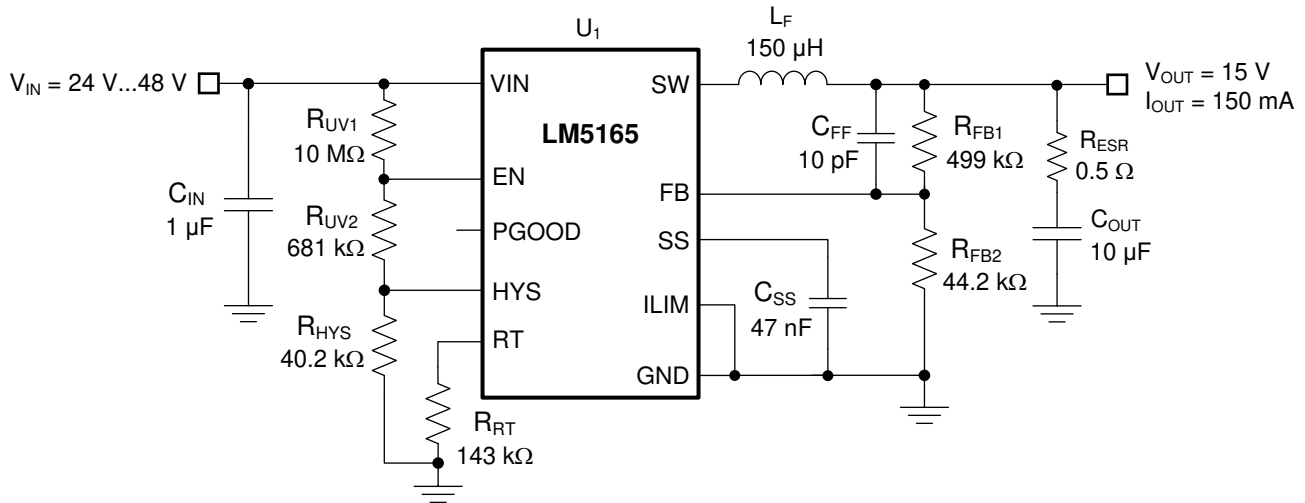 U1
LF
150 µH
VIN = 24 V...48 V
VIN
SW
VOUT = 15 V
IOUT = 150 mA
LM5165
RUV1
10 MΩ
CFF
10 pF
RFB1
499 kΩ
RESR
0.5 Ω
EN
FB
CIN
1 µF
RUV2
681 kΩ
PGOOD
SS
RFB2
44.2 kΩ
COUT
10 µF
HYS
ILIM
CSS
47 nF
RHYS
40.2 kΩ
RT
GND
RRT
143 kΩ